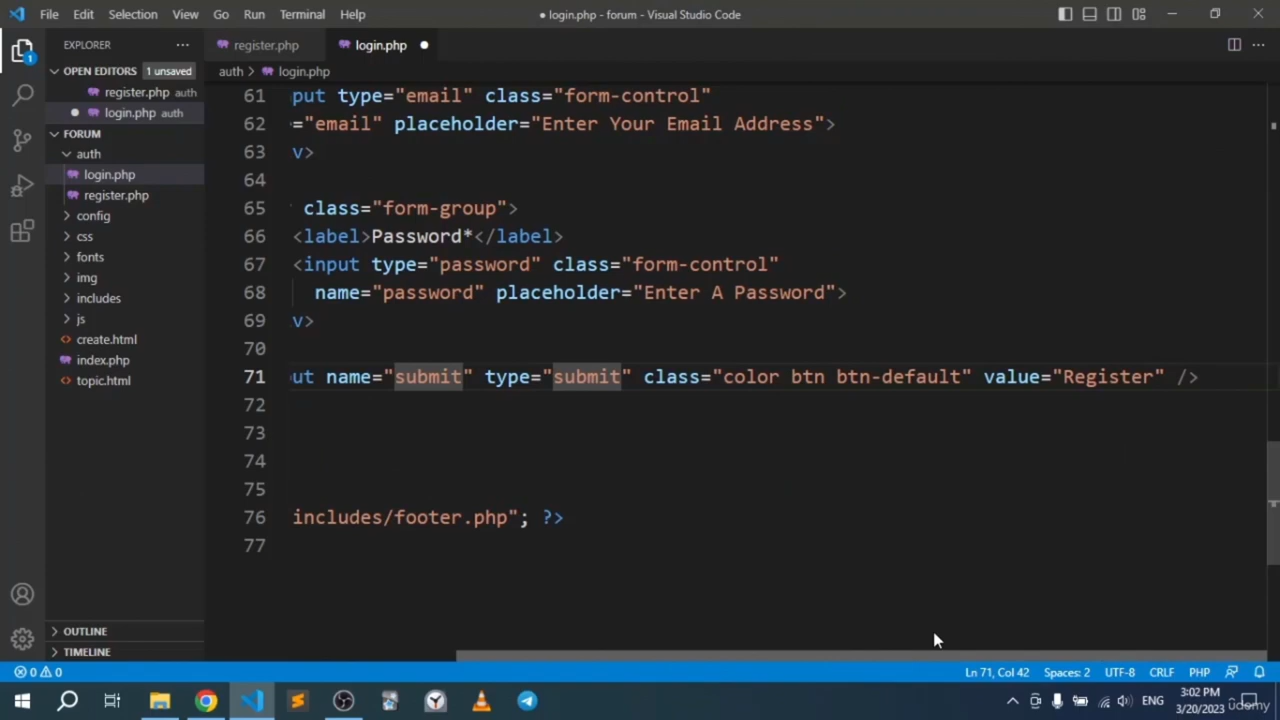 File Edit Selection View Go Run Terminal Help
● login.php - forum - Visual Studio Code
EXPLORER
register.php
login.php
OPEN EDITORS 1 unsaved
auth > login.php
register.php auth
login.php auth
FORUM
auth
login.php
register.php
config
css
fonts
img
includes
js
create.html
index.php
topic.html
OUTLINE
TIMELINE
61 put type="email" class="form-control"
62 ="email" placeholder="Enter Your Email Address">
63 v>
64
65 class="form-group">
66 <label>Password*</label>
67 <input type="password" class="form-control"
68 name="password" placeholder="Enter A Password">
69 v>
70
71 ut name="submit" type="submit" class="color btn btn-default" value="Register" />
72
73
74
75
76 includes/footer.php"; ?>
77
0 0
Ln 71, Col 42 Spaces: 2 UTF-8 CRLF PHP
ENG
3:02 PM
3/20/2023
udemy
1